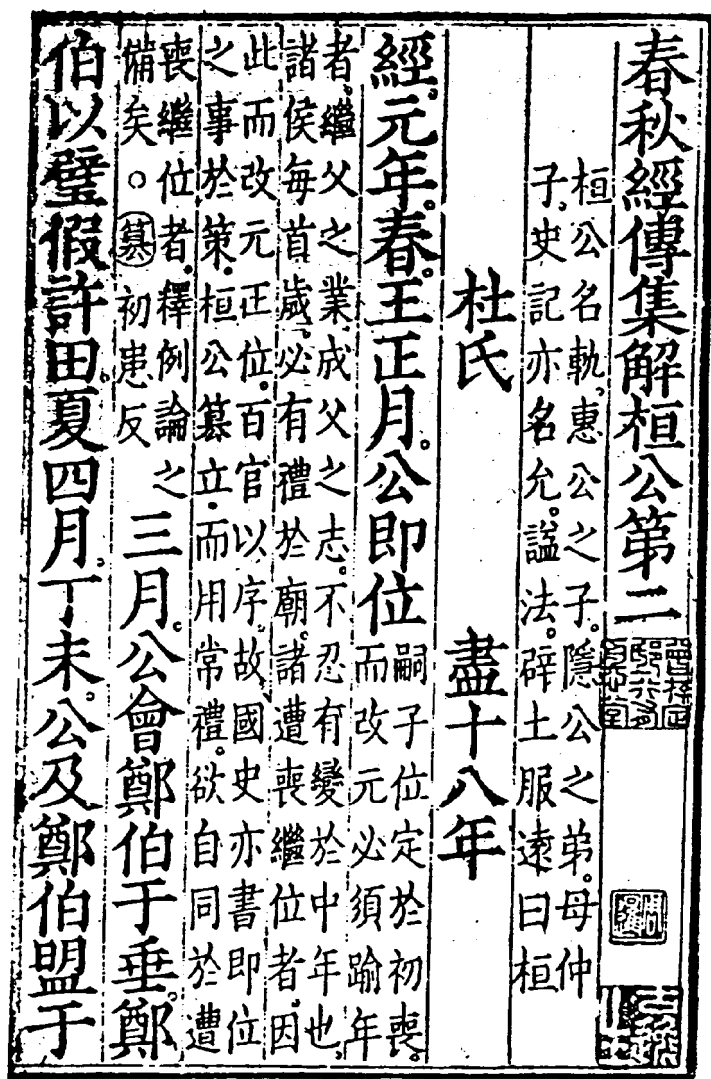 春秋經傳集解桓公第二
桓公名軌。惠公之子。隱公之弟。母仲
子。史記亦名允。諡法。辟土服遠曰桓
杜氏　盡十八年
經。元年。春。王正月。公即位
嗣子位定於初喪。
而改元必須踰年
者。繼父之業。成父之志。不忍有變於中年也。
諸侯每首歲。必有禮於廟。諸遭喪繼位者。因
此而改元正位。百官以序。故國史亦書即位
之事於策。桓公篡立。而用常禮。欲自同於遭
喪繼位者。釋例論之
備矣。○篡初患反
三月。公會鄭伯于垂。鄭
伯以璧假許田。夏四月。丁未。公及鄭伯盟于